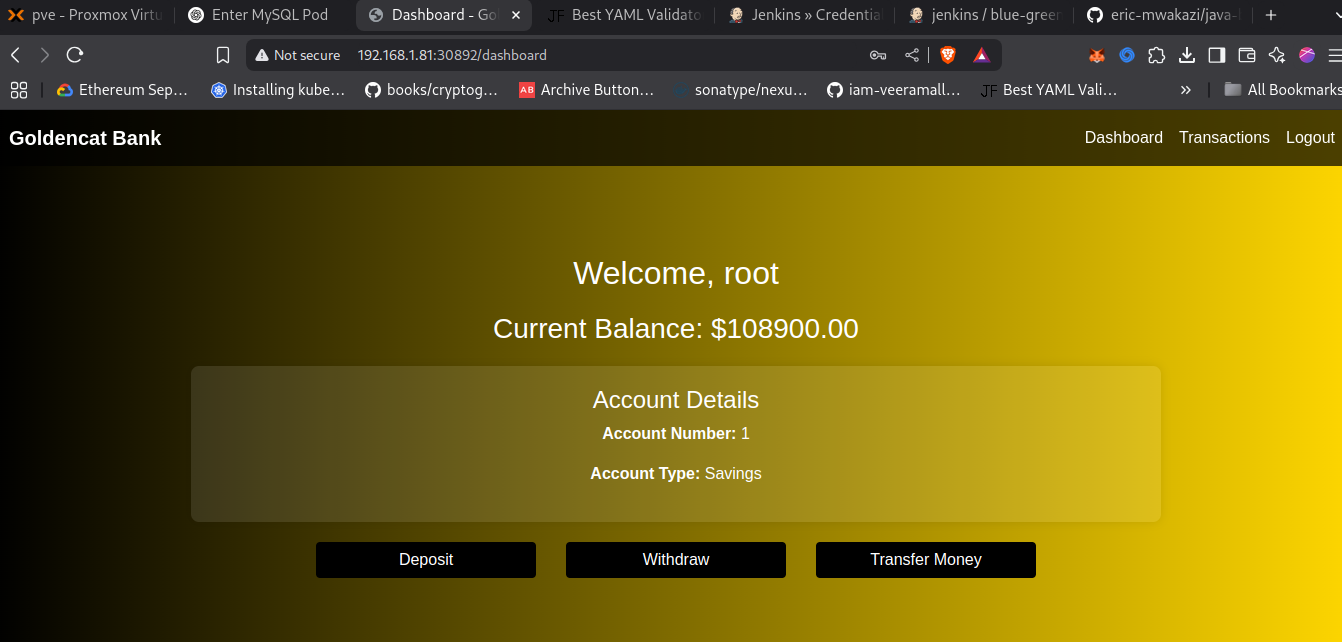 pve - Proxmox Virtu
Enter MySQL Pod
Dashboard - Go
Best YAML Validato
Jenkins » Credentia
jenkins / blue-green
eric-mwakazi/java-
Not secure 192.168.1.81:30892/dashboard
Ethereum Sep...
Installing kube...
books/cryptog...
AB Archive Button...
sonatype/nexu...
iam-veeramall...
JF Best YAML Vali...
» All Bookmarks
Goldencat Bank
Dashboard Transactions Logout
Welcome, root
Current Balance: $108900.00
Account Details
Account Number: 1
Account Type: Savings
Deposit Withdraw Transfer Money